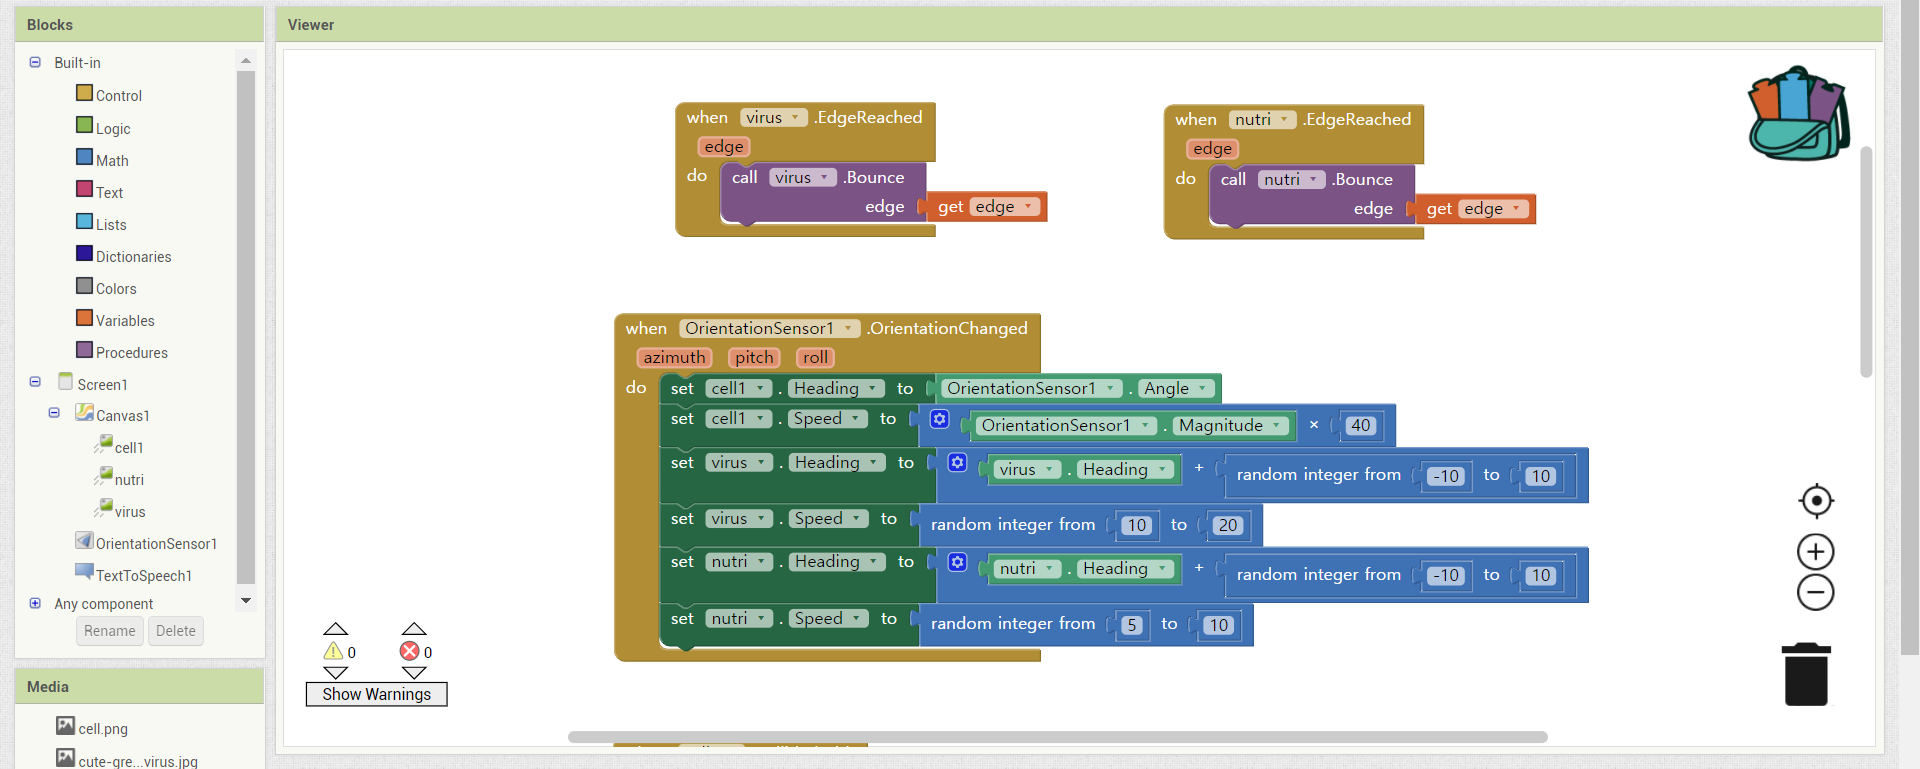 Blocks
Built-in
Control
Logic
Math
Text
Lists
Dictionaries
Colors
Variables
Procedures
Screen1
Canvas1
cell1
nutri
virus
OrientationSensor1
TextToSpeech1
Any component
Rename Delete
Media
cell.png
cute-gre...virus.jpg
Viewer
when virus .EdgeReached
edge
do call virus .Bounce
edge get edge
when nutri .EdgeReached
edge
do call nutri .Bounce
edge get edge
when OrientationSensor1 .OrientationChanged
azimuth pitch roll
do set cell1 . Heading to OrientationSensor1 . Angle
set cell1 . Speed to OrientationSensor1 . Magnitude × 40
set virus . Heading to virus . Heading + random integer from -10 to 10
set virus . Speed to random integer from 10 to 20
set nutri . Heading to nutri . Heading + random integer from -10 to 10
set nutri . Speed to random integer from 5 to 10
0 0
Show Warnings